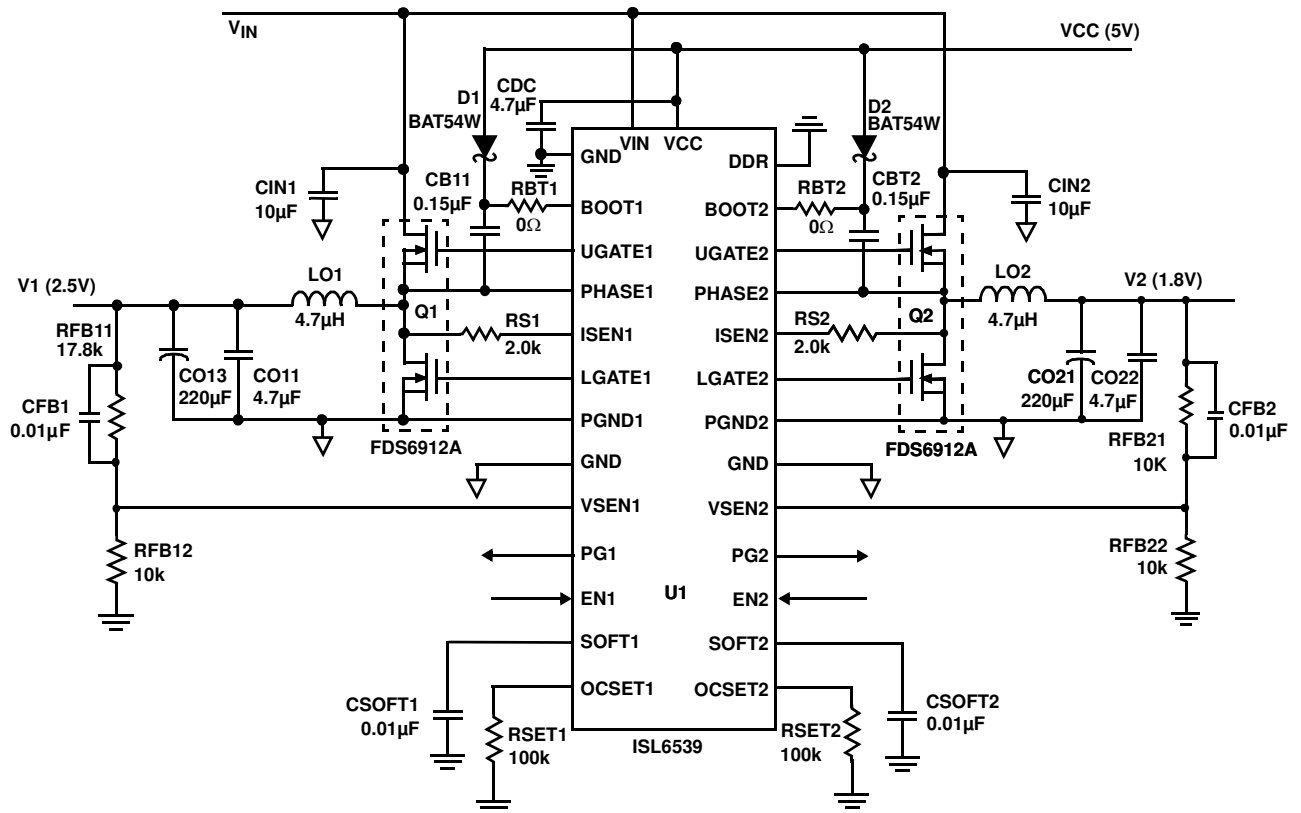 VIN
VCC (5V)
D1
BAT54W
CDC
4.7µF
D2
BAT54W
VIN
VCC
GND
DDR
CIN1
10µF
CB11
0.15µF
RBT1
0Ω
BOOT1
BOOT2
RBT2
0Ω
CBT2
0.15µF
CIN2
10µF
UGATE1
UGATE2
V1 (2.5V)
LO1
4.7µH
Q1
PHASE1
PHASE2
Q2
LO2
4.7µH
V2 (1.8V)
RFB11
17.8k
RS1
2.0k
ISEN1
ISEN2
RS2
2.0k
CFB1
0.01µF
CO13
220µF
CO11
4.7µF
LGATE1
LGATE2
CO21
220µF
CO22
4.7µF
CFB2
0.01µF
FDS6912A
PGND1
PGND2
FDS6912A
RFB21
10K
GND
GND
VSEN1
VSEN2
RFB12
10k
PG1
PG2
RFB22
10k
EN1
U1
EN2
SOFT1
SOFT2
CSOFT1
0.01µF
OCSET1
OCSET2
CSOFT2
0.01µF
RSET1
100k
RSET2
100k
ISL6539